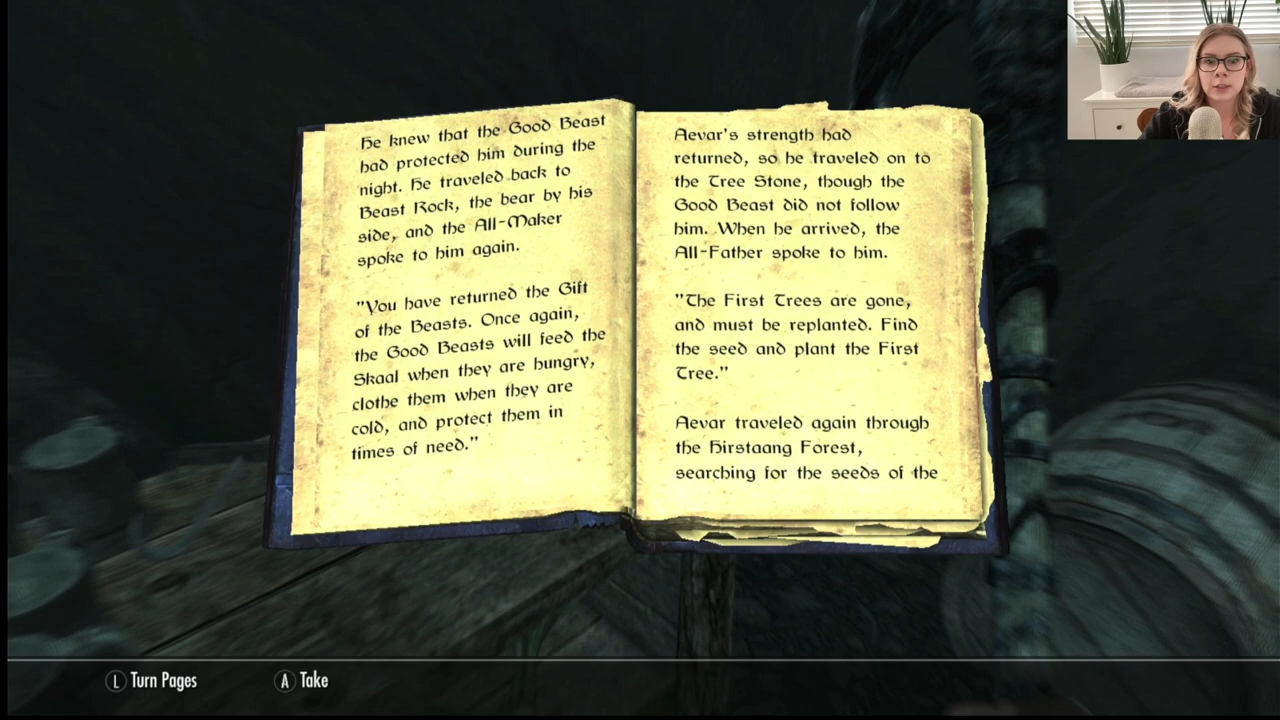 He knew that the Good Beast
had protected him during the
night. He traveled back to
Beast Rock, the bear by his
side, and the All-Maker
spoke to him again.
"You have returned the Gift
of the Beasts. Once again,
the Good Beasts will feed the
Skaal when they are hungry,
clothe them when they are
cold, and protect them in
times of need."
Aevar's strength had
returned, so he traveled on to
the Tree Stone, though the
Good Beast did not follow
him. When he arrived, the
All-Father spoke to him.
"The First Trees are gone,
and must be replanted. Find
the seed and plant the First
Tree."
Aevar traveled again through
the Hirstaang Forest,
searching for the seeds of the
L Turn Pages
A Take